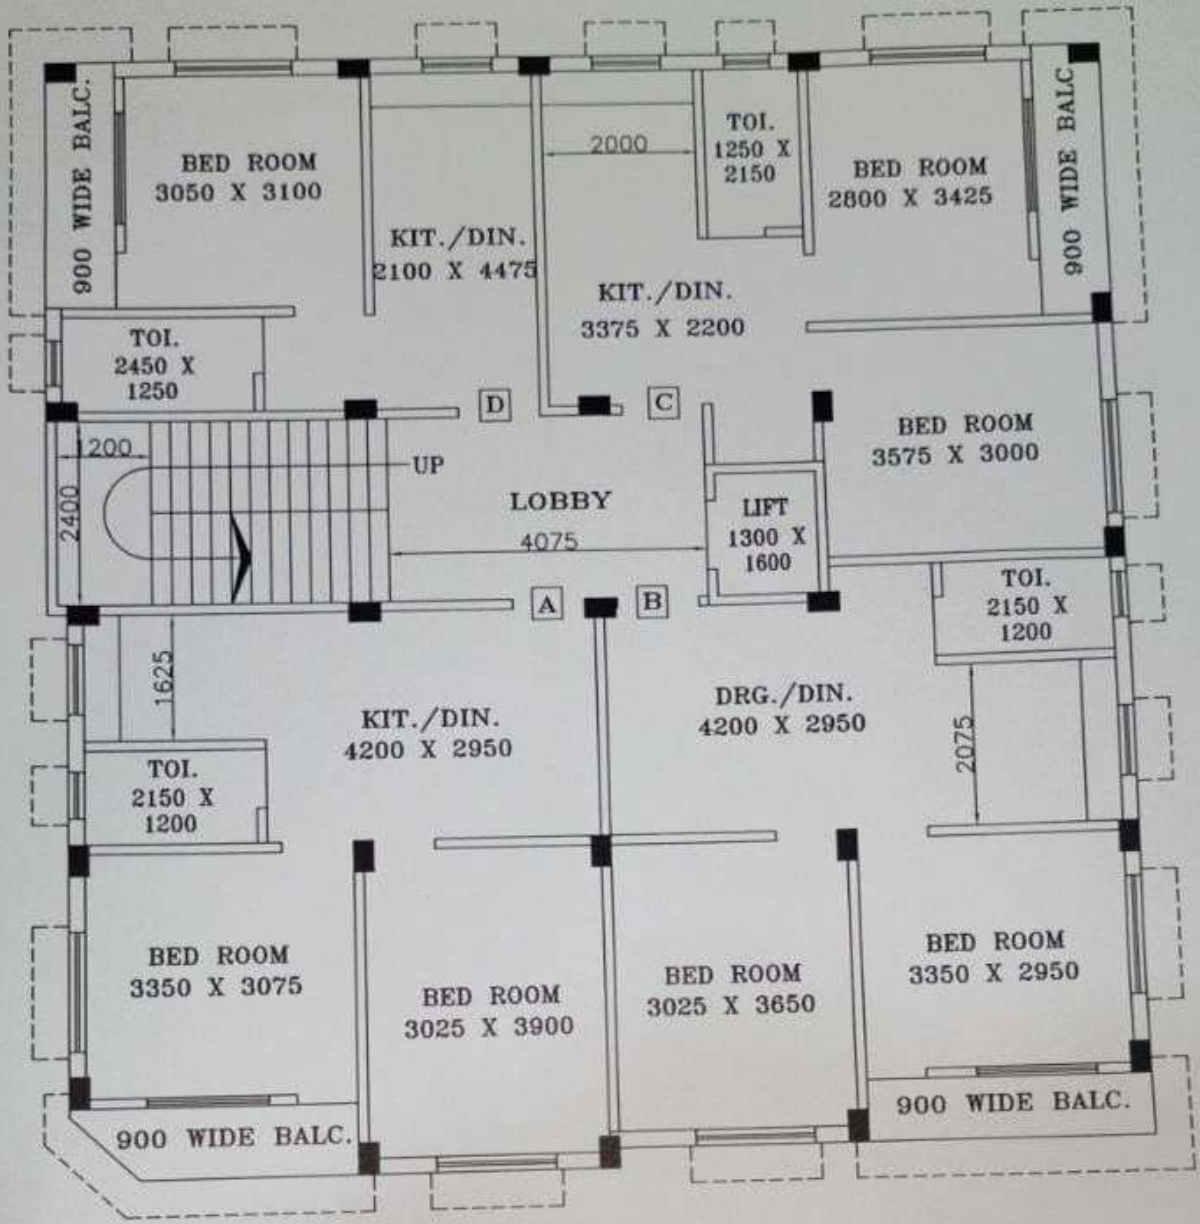 900 WIDE BALC.
BED ROOM
3050 X 3100
KIT./DIN.
2100 X 4475
2000
TOI.
1250 X
2150
BED ROOM
2800 X 3425
900 WIDE BALC
KIT./DIN.
3375 X 2200
TOI.
2450 X
1250
D
C
BED ROOM
3575 X 3000
1200
UP
2400
LOBBY
4075
LIFT
1300 X
1600
A
B
TOI.
2150 X
1200
1625
KIT./DIN.
4200 X 2950
DRG./DIN.
4200 X 2950
2075
TOI.
2150 X
1200
BED ROOM
3350 X 3075
BED ROOM
3025 X 3900
BED ROOM
3025 X 3650
BED ROOM
3350 X 2950
900 WIDE BALC.
900 WIDE BALC.